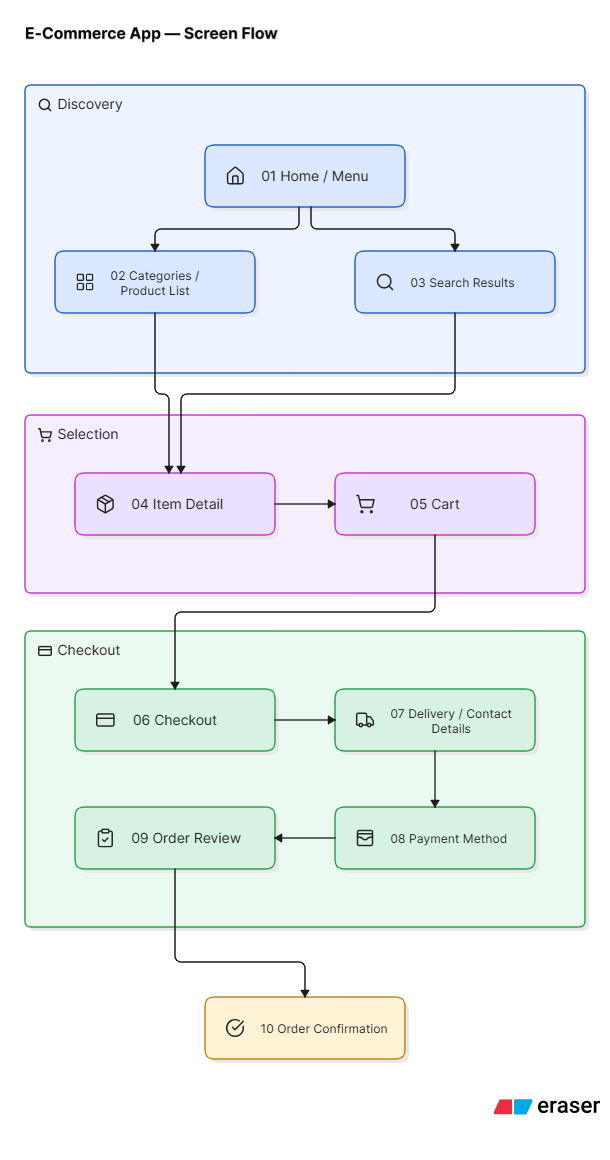 E-Commerce App — Screen Flow
Discovery
01 Home / Menu
02 Categories /
Product List
03 Search Results
Selection
04 Item Detail
05 Cart
Checkout
06 Checkout
07 Delivery / Contact
Details
09 Order Review
08 Payment Method
10 Order Confirmation
eraser